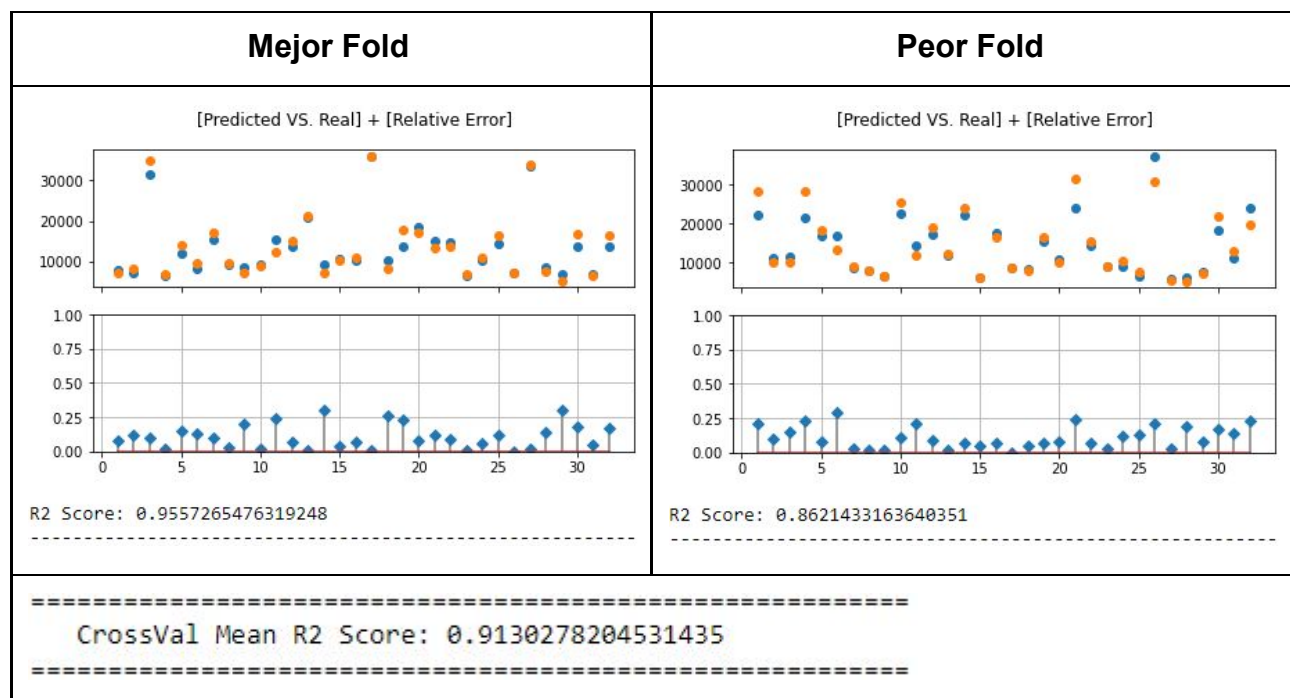 Mejor Fold
Peor Fold
[Predicted VS. Real] + [Relative Error]
30000
20000
10000
1.00
0.75
0.50
0.25
0.00
0 5 10 15 20 25 30
R2 Score: 0.9557265476319248
------------------------------------------------------------
[Predicted VS. Real] + [Relative Error]
30000
20000
10000
1.00
0.75
0.50
0.25
0.00
0 5 10 15 20 25 30
R2 Score: 0.8621433163640351
------------------------------------------------------------
==========================================================
CrossVal Mean R2 Score: 0.9130278204531435
==========================================================